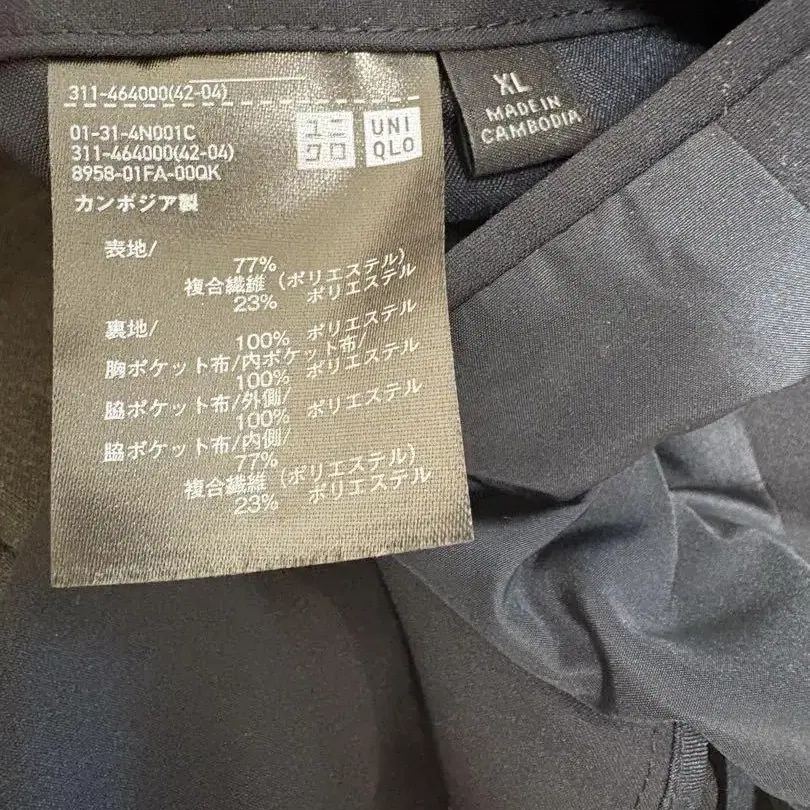 311-464000(42-04)
01-31-4N001C
311-464000(42-04)
8958-01FA-00QK
カンボジア製
ユニ
クロ
UNI
QLO
XL
MADE IN
CAMBODIA
表地/
77%
複合繊維(ポリエステル)
23% ポリエステル
裏地/
100% ポリエステル
胸ポケット布/内ポケット布/
100% ポリエステル
脇ポケット布/外側/
100% ポリエステル
脇ポケット布/内側/
77%
複合繊維(ポリエステル)
23% ポリエステル